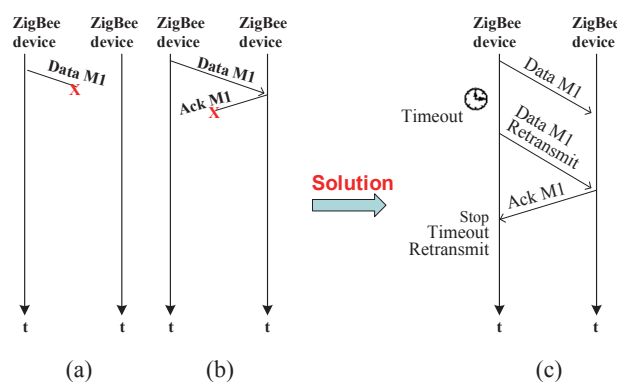 ZigBee
device
ZigBee
device
Data M1
X
t
t
(a)
ZigBee
device
ZigBee
device
Data M1
Ack M1
X
t
t
(b)
Solution
ZigBee
device
ZigBee
device
Data M1
Timeout
Data M1
Retransmit
Ack M1
Stop
Timeout
Retransmit
t
t
(c)